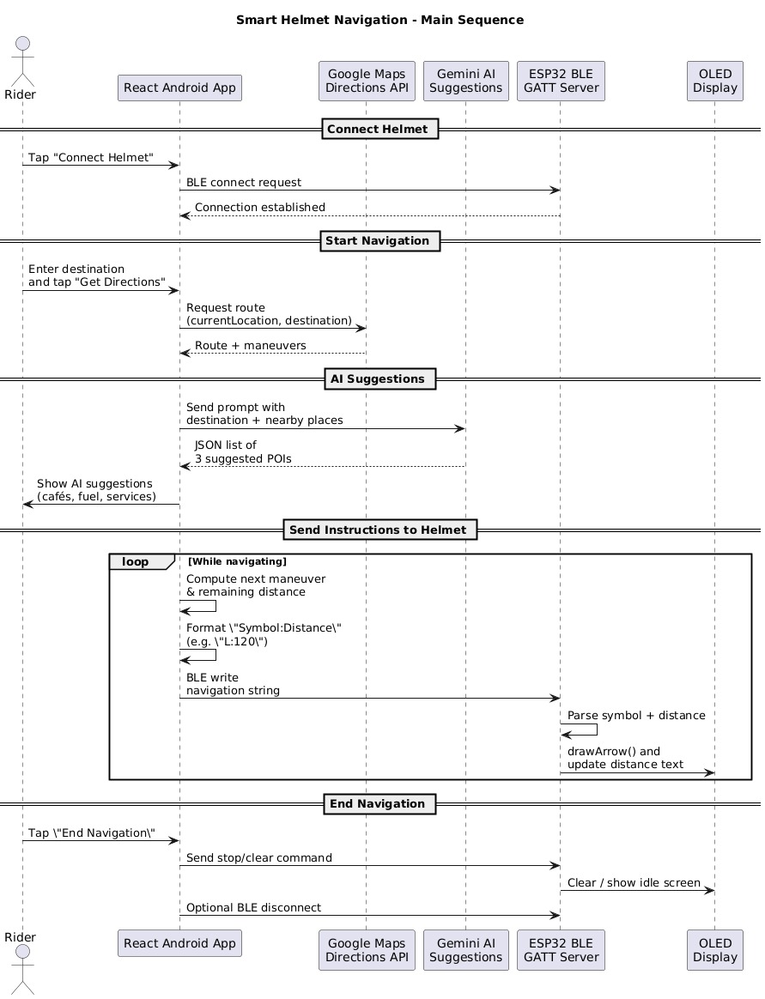 Smart Helmet Navigation - Main Sequence
Rider
React Android App
Google Maps
Directions API
Gemini AI
Suggestions
ESP32 BLE
GATT Server
OLED
Display
Connect Helmet
Tap "Connect Helmet"
BLE connect request
Connection established
Start Navigation
Enter destination
and tap "Get Directions"
Request route
(currentLocation, destination)
Route + maneuvers
AI Suggestions
Send prompt with
destination + nearby places
JSON list of
3 suggested POIs
Show AI suggestions
(cafés, fuel, services)
Send Instructions to Helmet
loop [While navigating]
Compute next maneuver
& remaining distance
Format \"Symbol:Distance\"
(e.g. \"L:120\")
BLE write
navigation string
Parse symbol + distance
drawArrow() and
update distance text
End Navigation
Tap \"End Navigation\"
Send stop/clear command
Clear / show idle screen
Optional BLE disconnect
Rider
React Android App
Google Maps
Directions API
Gemini AI
Suggestions
ESP32 BLE
GATT Server
OLED
Display